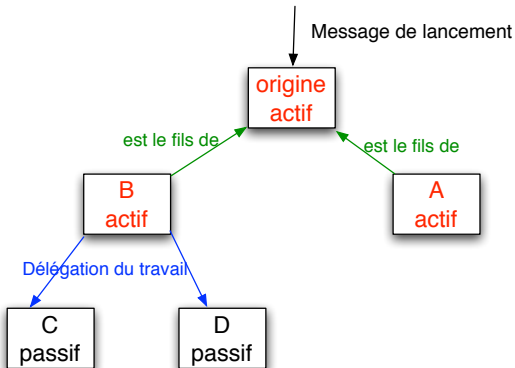 Message de lancement
origine
actif
est le fils de
est le fils de
B
actif
A
actif
Délégation du travail
C
passif
D
passif